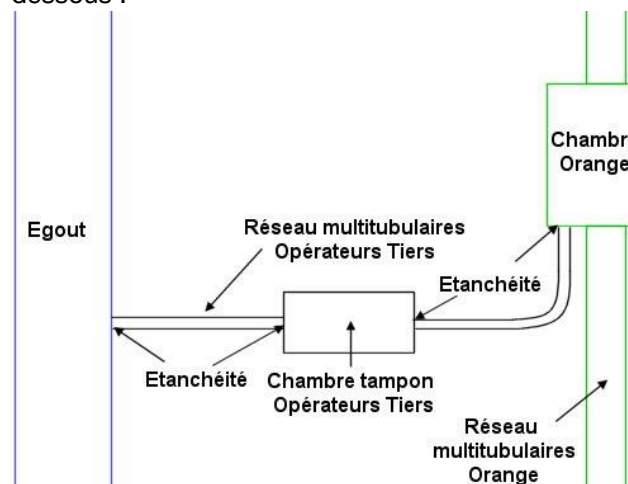 dessous :
Chambr
Orange
Egout
Réseau multitubulaires
Opérateurs Tiers
Etanchéité
Etanchéité
Chambre tampon
Opérateurs Tiers
Réseau
multitubulaires
Orange